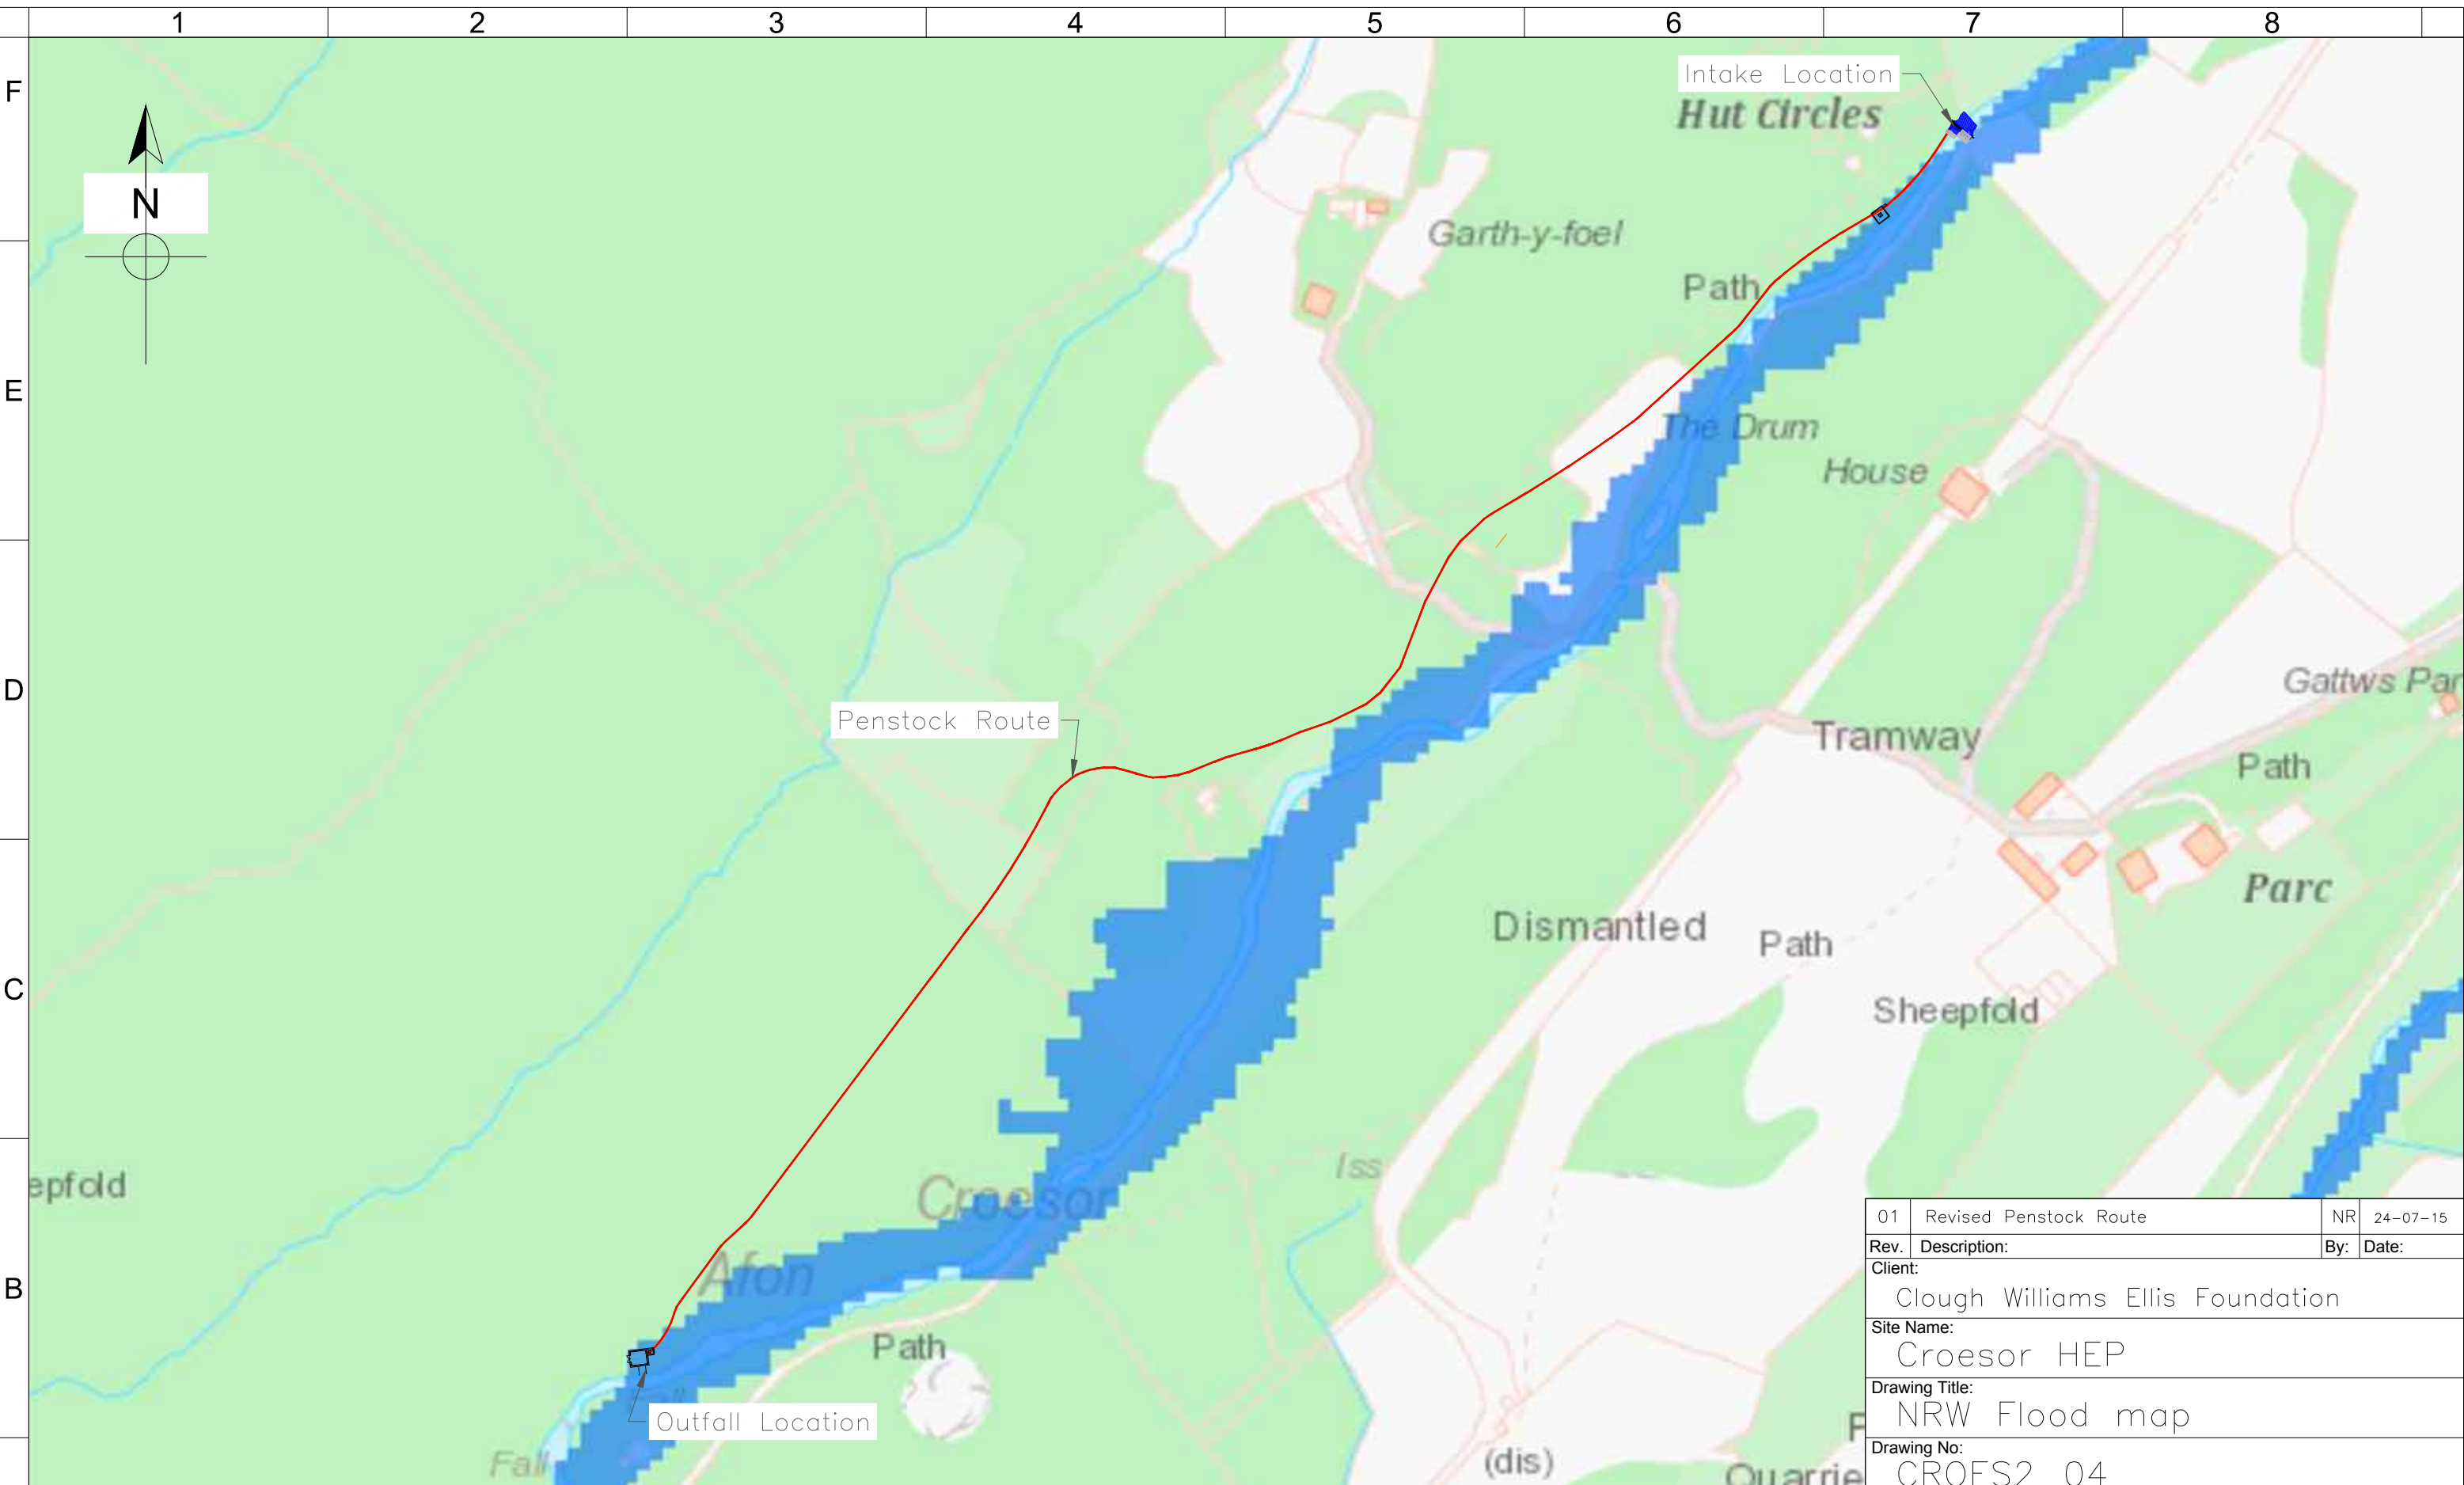 1 2 3 4 5 6 7 8
F
E
D
C
B
N
Intake Location
Hut Circles
Garth-y-foel
Path
The Drum
House
Penstock Route
Gattws Par
Tramway
Path
Parc
Dismantled
Path
Sheepfold
Iss
epfold
Croesor
Afon
Path
Fall
Outfall Location
Fall
(dis)
Quarrie
01 Revised Penstock Route NR 24-07-15
Rev. Description: By: Date:
Client:
Clough Williams Ellis Foundation
Site Name:
Croesor HEP
Drawing Title:
NRW Flood map
Drawing No:
CROFS2 04